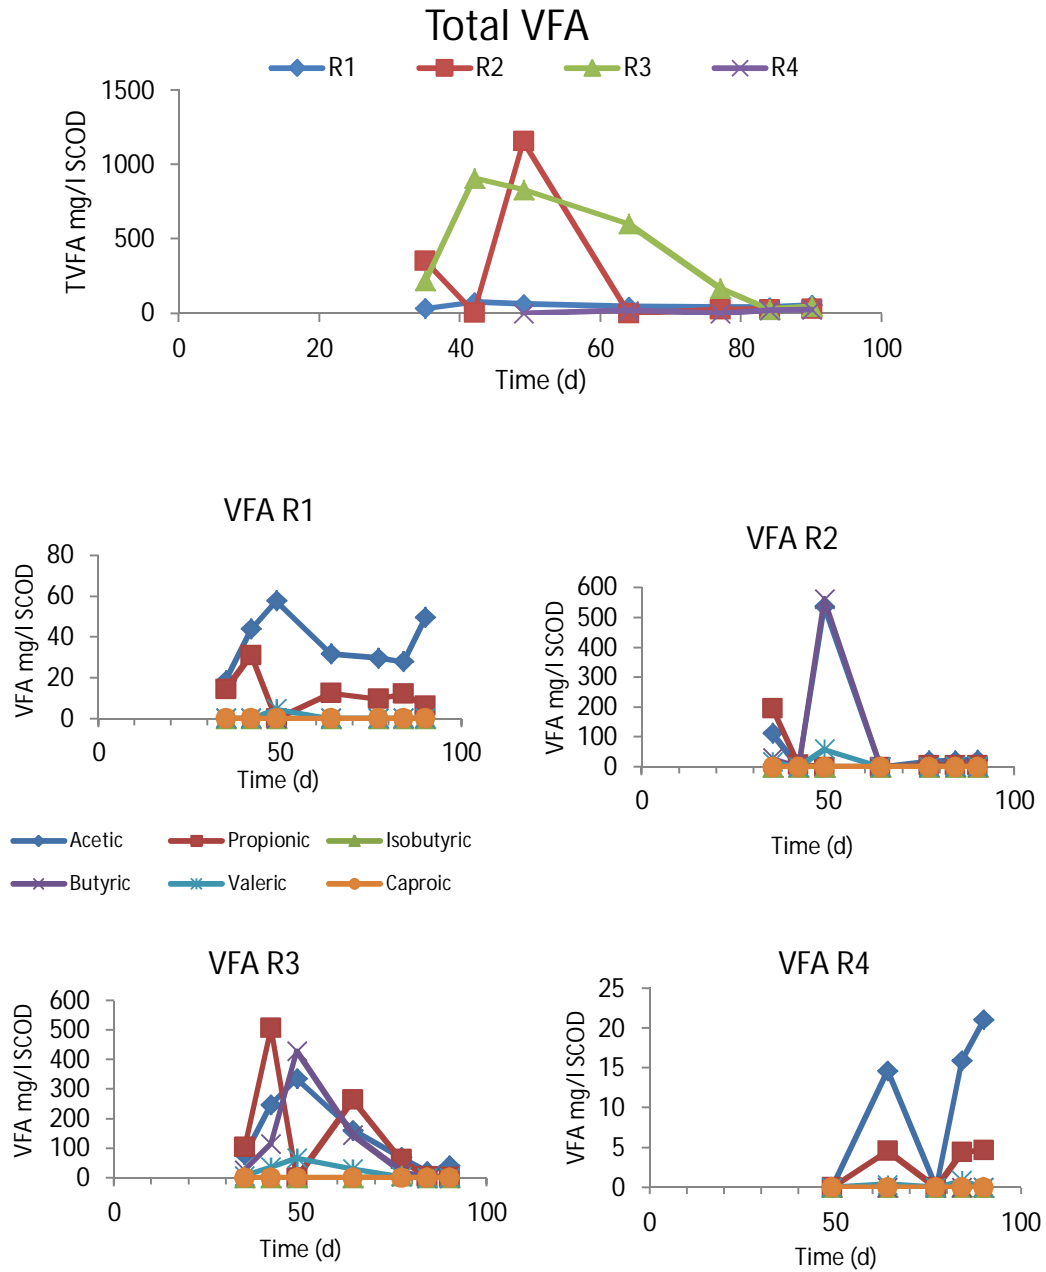 Total VFA
R1 R2 R3 R4
1500
1000
500
0
TVFA mg/l SCOD
0 20 40 60 80 100
Time (d)
VFA R1
80
60
40
20
0
VFA mg/l SCOD
0 50 100
Time (d)
VFA R2
600
500
400
300
200
100
0
VFA mg/l SCOD
0 50 100
Time (d)
Acetic Propionic Isobutyric
Butyric Valeric Caproic
VFA R3
600
500
400
300
200
100
0
VFA mg/l SCOD
0 50 100
Time (d)
VFA R4
25
20
15
10
5
0
VFA mg/l SCOD
0 50 100
Time (d)